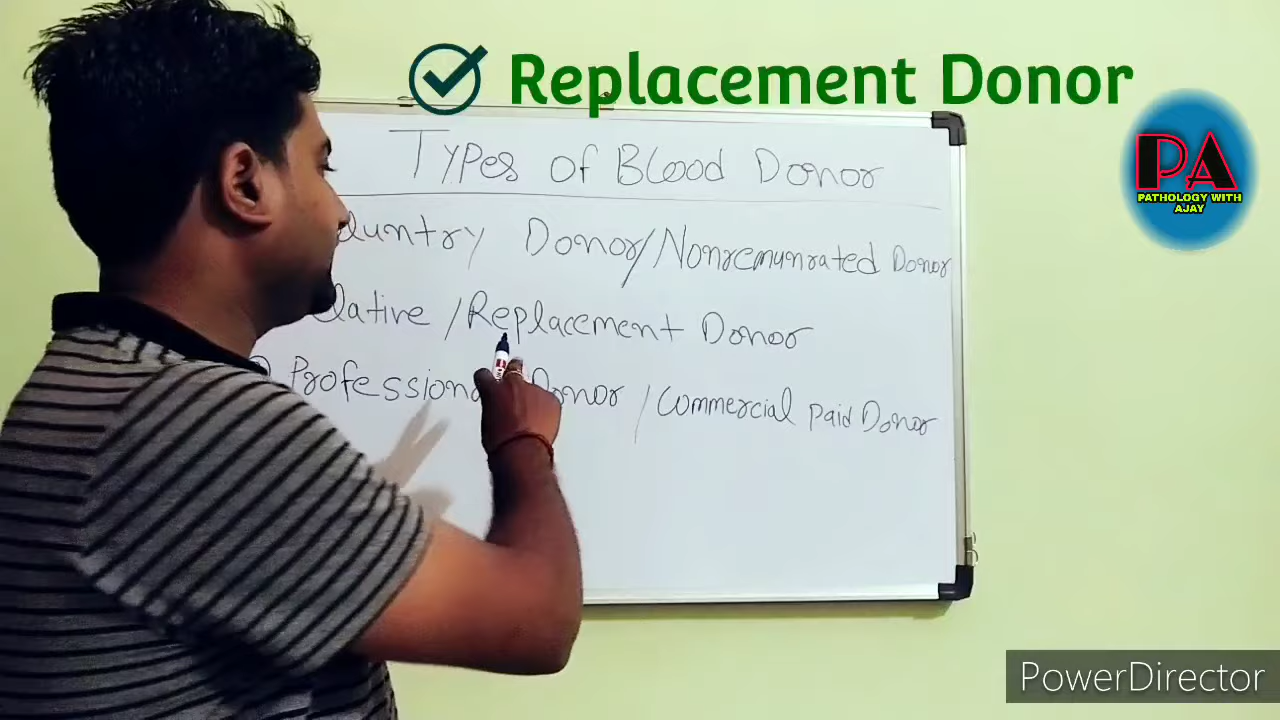 Replacement Donor
Types of Blood Donor
PA
PATHOLOGY WITH
AJAY
Donor/Nonremunrated Donor
/Replacement Donor
Donor / Commercial paid Donor
PowerDirector